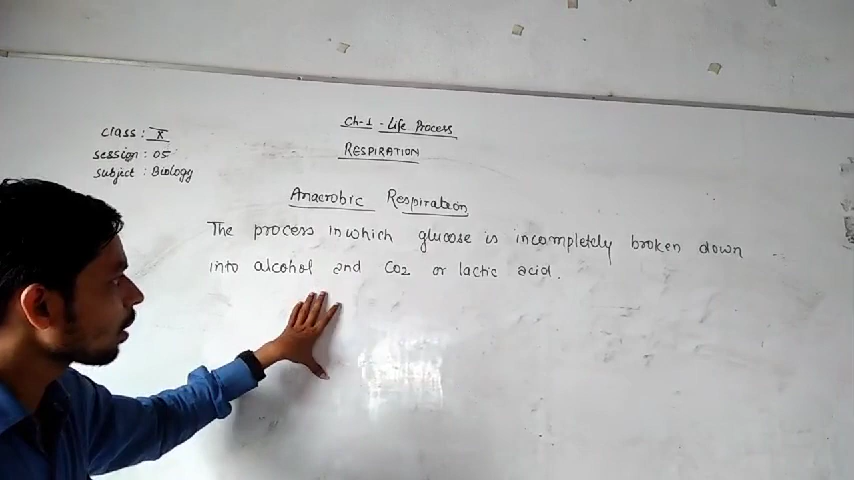 Ch-1 - Life Process
class : X
RESPIRATION
session : 05
subject : Biology
Anaerobic Respiration
The process in which glucose is incompletely broken down
into alcohol and CO2 or lactic acid.